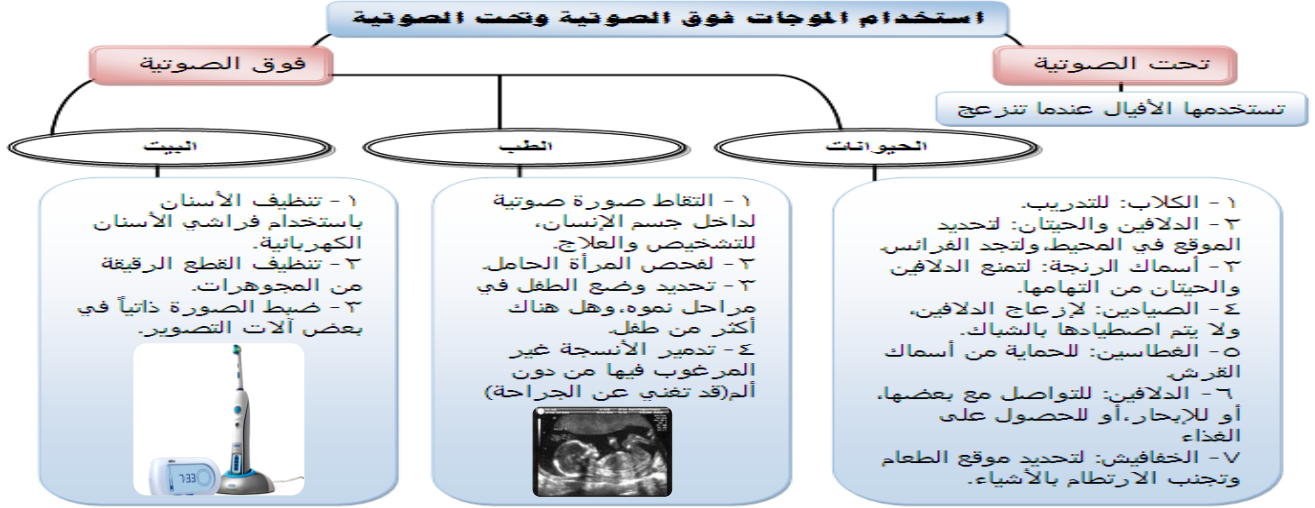 استخدام الموجات فوق الصوتية وتحت الصوتية
تحت الصوتية
فوق الصوتية
تستخدمها الأفيال عندما تنزعج
الحيوانات
الطب
البيت
١- الكلاب: للتدريب.
٢- الدلافين والحيتان: لتحديد
الموقع في المحيط،ولتجد الفرائس.
٣- أسماك الرنجة: لتمنع الدلافين
والحيتان من التهامها.
٤- الصيادين: لإزعاج الدلافين،
ولا يتم اصطيادها بالشباك.
٥- الغطاسين: للحماية من أسماك
القرش.
٦- الدلافين: للتواصل مع بعضها،
أو للإبحار،أو للحصول على
الغذاء
٧- الخفافيش: لتحديد موقع الطعام
وتجنب الارتطام بالأشياء.
١- التقاط صورة صوتية
لداخل جسم الإنسان،
للتشخيص والعلاج.
٢- لفحص المرأة الحامل.
٣- تحديد وضع الطفل في
مراحل نموه،وهل هناك
أكثر من طفل.
٤- تدمير الأنسجة غير
المرغوب فيها من دون
ألم(قد تغني عن الجراحة)
١- تنظيف الأسنان
باستخدام فراشي الأسنان
الكهربائية.
٢- تنظيف القطع الرقيقة
من المجوهرات.
٣- ضبط الصورة ذاتياً في
بعض آلات التصوير.